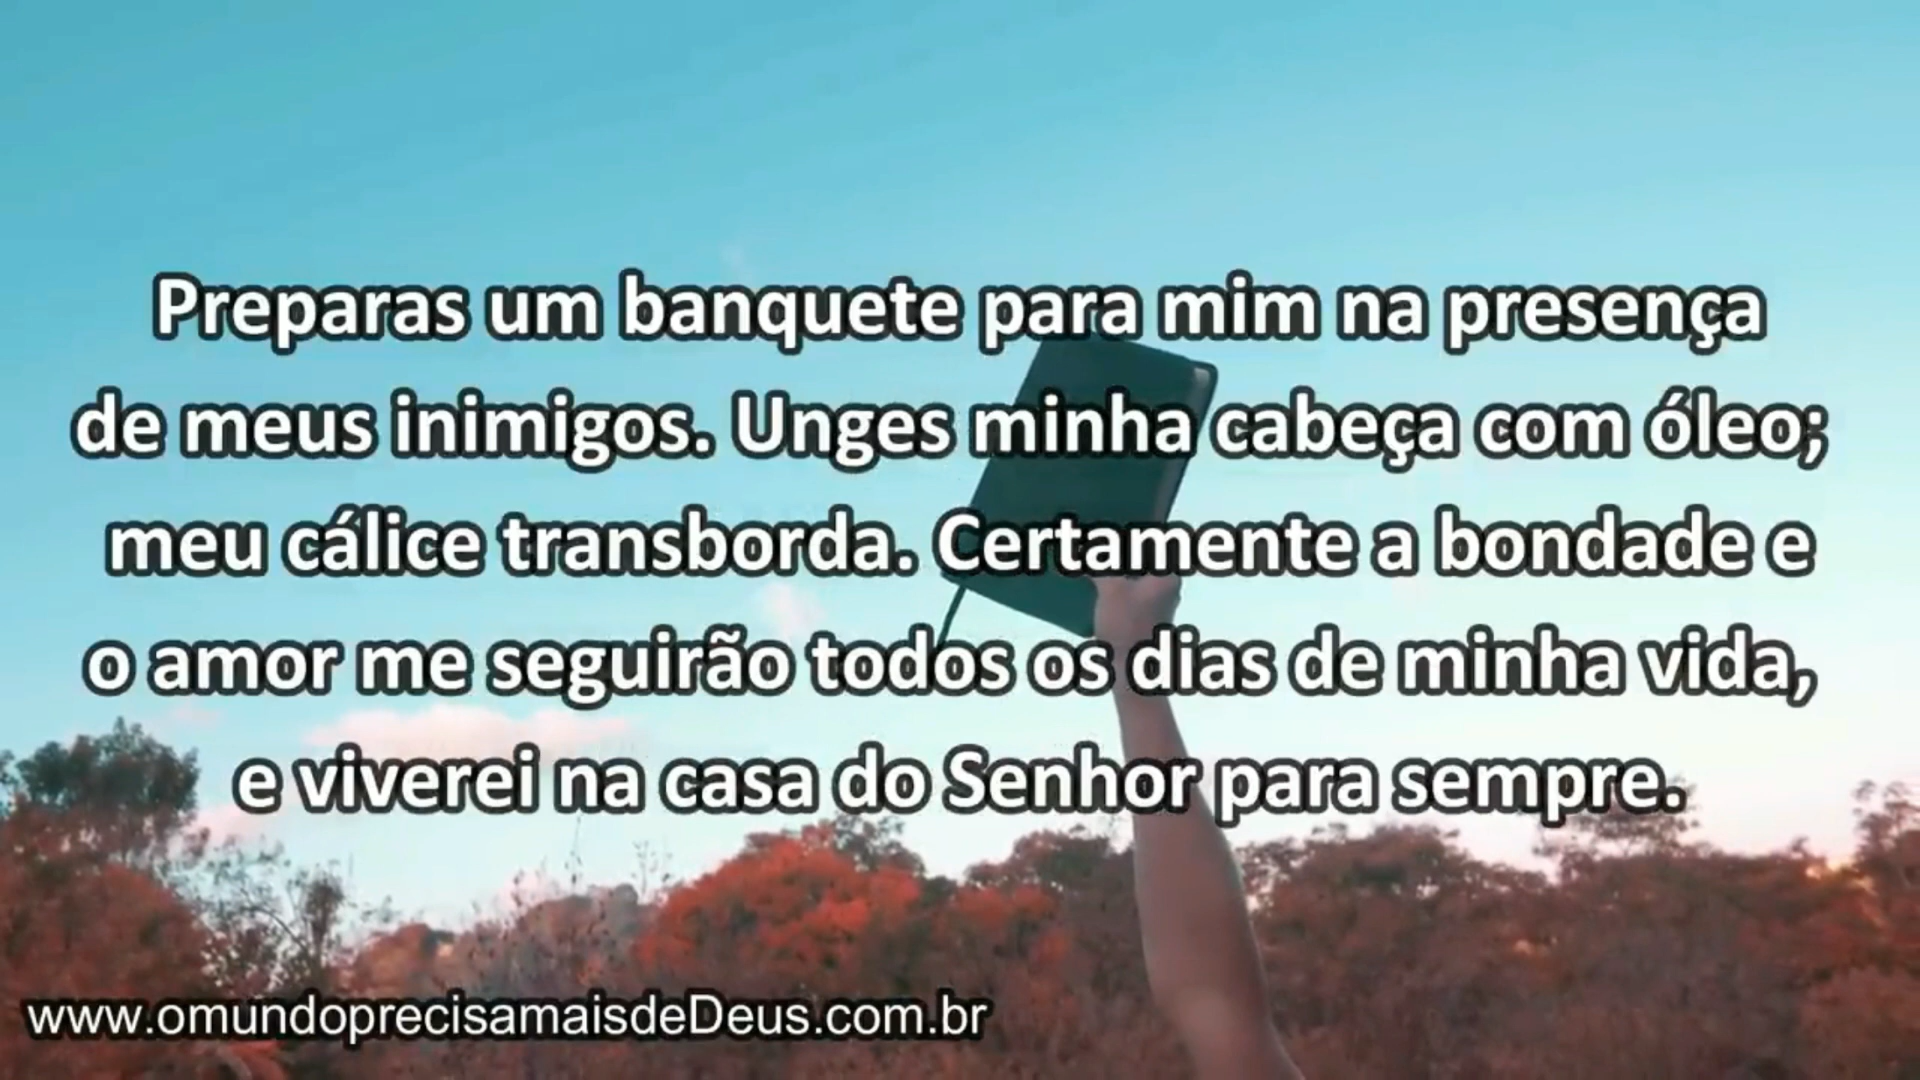 Preparas um banquete para mim na presença
de meus inimigos. Unges minha cabeça com óleo;
meu cálice transborda. Certamente a bondade e
o amor me seguirão todos os dias de minha vida,
e viverei na casa do Senhor para sempre.
www.omundoprecisamaisdeDeus.com.br